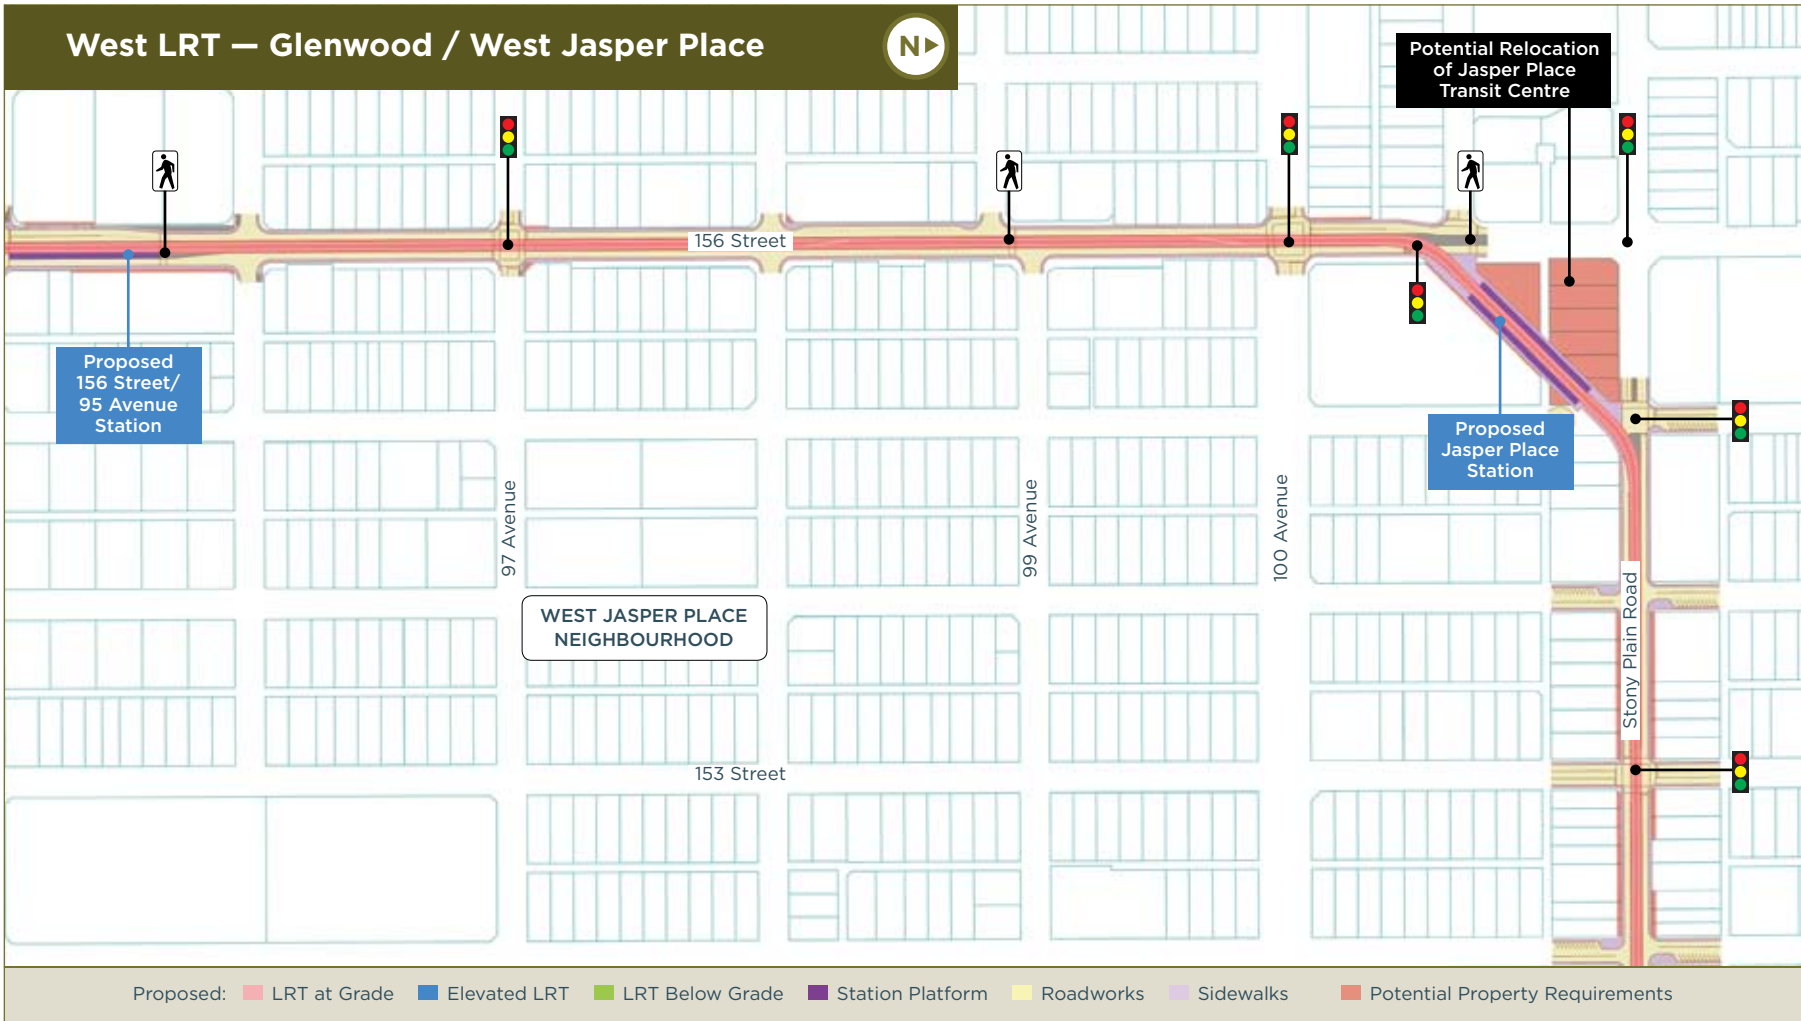 West LRT — Glenwood / West Jasper Place
N
Potential Relocation
of Jasper Place
Transit Centre
156 Street
Proposed
156 Street/
95 Avenue
Station
Proposed
Jasper Place
Station
97 Avenue
99 Avenue
100 Avenue
Stony Plain Road
WEST JASPER PLACE
NEIGHBOURHOOD
153 Street
Proposed: LRT at Grade Elevated LRT LRT Below Grade Station Platform Roadworks Sidewalks Potential Property Requirements